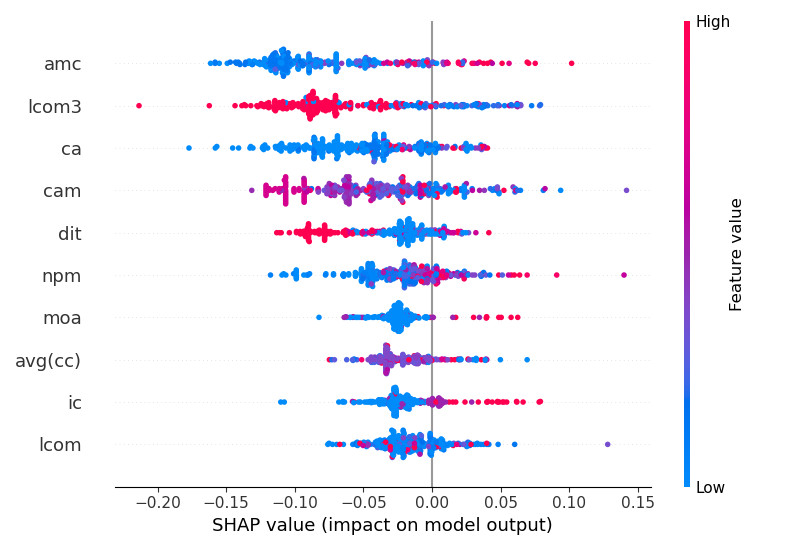 High
amc
lcom3
ca
cam
dit
npm
moa
avg(cc)
ic
lcom
Feature value
Low
−0.20 −0.15 −0.10 −0.05 0.00 0.05 0.10 0.15
SHAP value (impact on model output)